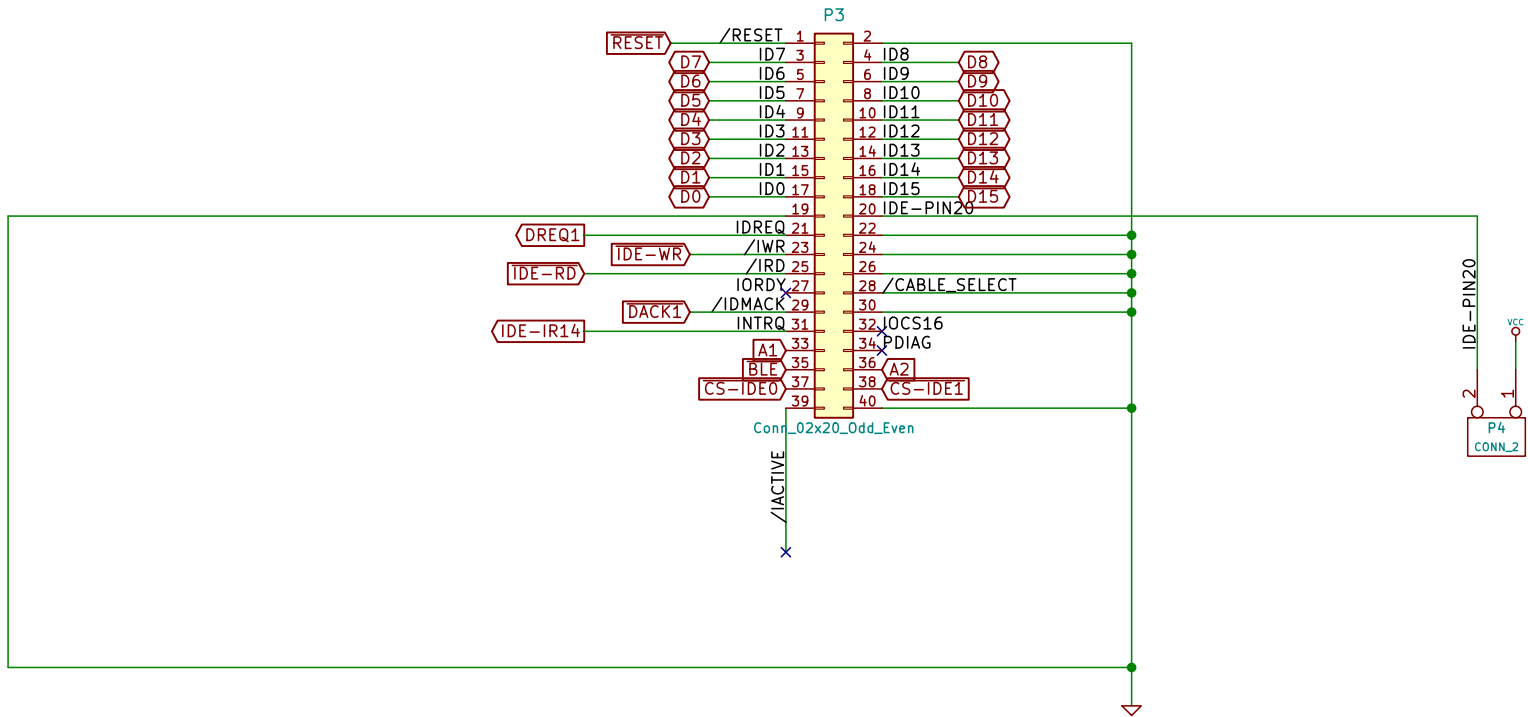 P3
RESET /RESET 1 2
D7 ID7 3 4 ID8 D8
D6 ID6 5 6 ID9 D9
D5 ID5 7 8 ID10 D10
D4 ID4 9 10 ID11 D11
D3 ID3 11 12 ID12 D12
D2 ID2 13 14 ID13 D13
D1 ID1 15 16 ID14 D14
D0 ID0 17 18 ID15 D15
19 20 IDE-PIN20
DREQ1 IDREQ 21 22
IDE-WR /IWR 23 24
IDE-RD /IRD 25 26
IORDY 27 28 /CABLE_SELECT
DACK1 /IDMACK 29 30
IDE-IR14 INTRQ 31 32 IOCS16
A1 33 34 PDIAG
BLE 35 36 A2
CS-IDE0 37 38 CS-IDE1
39 40
Conn_02x20_Odd_Even
/IACTIVE
IDE-PIN20
VCC
2 1
P4
CONN_2